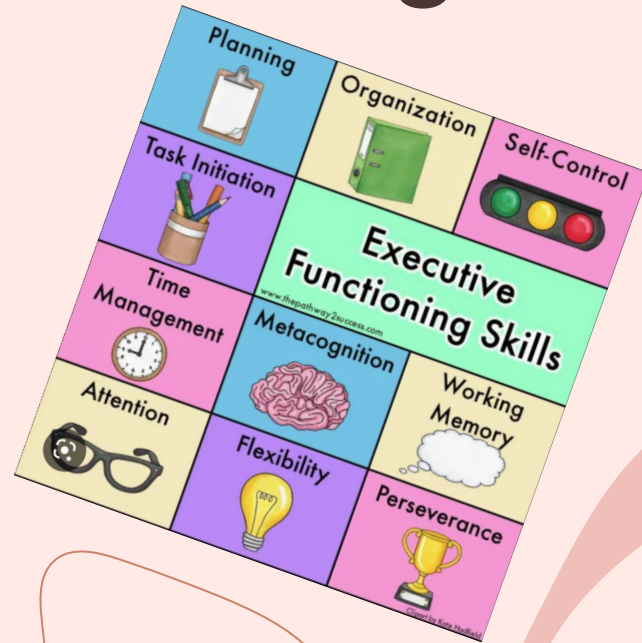 Planning
Organization
Self-Control
Task Initiation
Executive
Functioning Skills
www.thepathway2success.com
Time
Management
Metacognition
Working
Memory
Attention
Flexibility
Perseverance
Clipart by Kate Hadfield